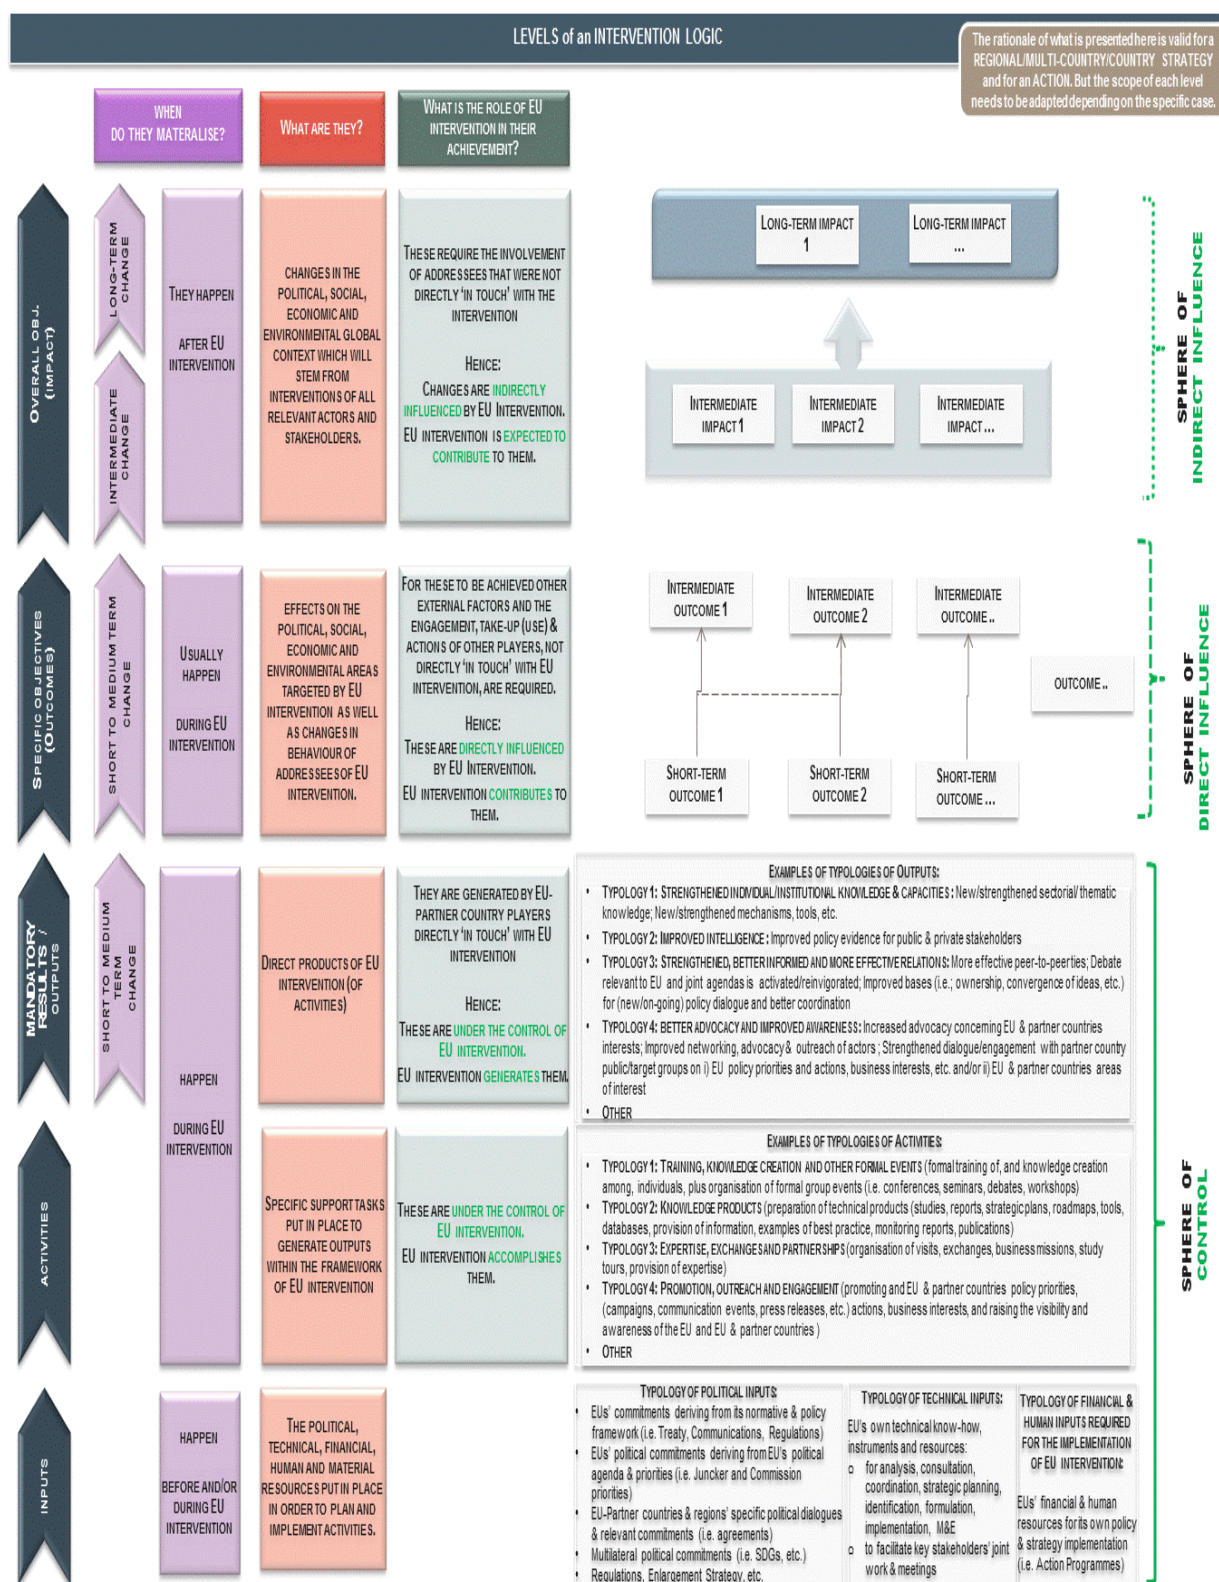 LEVELS of an INTERVENTION LOGIC
The rationale of what is presented here is valid for a
REGIONAL/MULTI-COUNTRY/COUNTRY STRATEGY
and for an ACTION. But the scope of each level
needs to be adapted depending on the specific case.
WHEN
DO THEY MATERALISE?
WHAT ARE THEY?
WHAT IS THE ROLE OF EU
INTERVENTION IN THEIR
ACHIEVEMENT?
OVERALL OBJ.
(IMPACT)
LONG-TERM
CHANGE
INTERMEDIATE
CHANGE
THEY HAPPEN
AFTER EU
INTERVENTION
CHANGES IN THE
POLITICAL, SOCIAL,
ECONOMIC AND
ENVIRONMENTAL GLOBAL
CONTEXT WHICH WILL
STEM FROM
INTERVENTIONS OF ALL
RELEVANT ACTORS AND
STAKEHOLDERS.
THESE REQUIRE THE INVOLVEMENT
OF ADDRESSEES THAT WERE NOT
DIRECTLY 'IN TOUCH' WITH THE
INTERVENTION
HENCE:
CHANGES ARE INDIRECTLY
INFLUENCED BY EU INTERVENTION.
EU INTERVENTION IS EXPECTED TO
CONTRIBUTE TO THEM.
LONG-TERM IMPACT
1
LONG-TERM IMPACT
...
INTERMEDIATE
IMPACT 1
INTERMEDIATE
IMPACT 2
INTERMEDIATE
IMPACT ...
SPHERE OF
INDIRECT INFLUENCE
SPECIFIC OBJECTIVES
(OUTCOMES)
SHORT TO MEDIUM TERM
CHANGE
USUALLY
HAPPEN
DURING EU
INTERVENTION
EFFECTS ON THE
POLITICAL, SOCIAL,
ECONOMIC AND
ENVIRONMENTAL AREAS
TARGETED BY EU
INTERVENTION AS WELL
AS CHANGES IN
BEHAVIOUR OF
ADDRESSEES OF EU
INTERVENTION.
FOR THESE TO BE ACHIEVED OTHER
EXTERNAL FACTORS AND THE
ENGAGEMENT, TAKE-UP (USE) &
ACTIONS OF OTHER PLAYERS, NOT
DIRECTLY 'IN TOUCH' WITH EU
INTERVENTION, ARE REQUIRED.
HENCE:
THESE ARE DIRECTLY INFLUENCED
BY EU INTERVENTION.
EU INTERVENTION CONTRIBUTES TO
THEM.
INTERMEDIATE
OUTCOME 1
INTERMEDIATE
OUTCOME 2
INTERMEDIATE
OUTCOME ..
OUTCOME ..
SHORT-TERM
OUTCOME 1
SHORT-TERM
OUTCOME 2
SHORT-TERM
OUTCOME ...
SPHERE OF
DIRECT INFLUENCE
MANDATORY
RESULTS /
OUTPUTS
SHORT TO MEDIUM
TERM
CHANGE
HAPPEN
DURING EU
INTERVENTION
DIRECT PRODUCTS OF EU
INTERVENTION (OF
ACTIVITIES)
THEY ARE GENERATED BY EU-
PARTNER COUNTRY PLAYERS
DIRECTLY 'IN TOUCH' WITH EU
INTERVENTION
HENCE:
THESE ARE UNDER THE CONTROL OF
EU INTERVENTION.
EU INTERVENTION GENERATES THEM.
EXAMPLES OF TYPOLOGIES OF OUTPUTS:
• TYPOLOGY 1: STRENGTHENED INDIVIDUAL/INSTITUTIONAL KNOWLEDGE & CAPACITIES : New/strengthened sectorial/ thematic
knowledge; New/strengthened mechanisms, tools, etc.
• TYPOLOGY 2: IMPROVED INTELLIGENCE: Improved policy evidence for public & private stakeholders
• TYPOLOGY 3: STRENGTHENED, BETTER INFORMED AND MORE EFFECTIVE RELATIONS: More effective peer-to-peerties; Debate
relevant to EU and joint agendas is activated/reinvigorated; Improved bases (i.e.; ownership, convergence of ideas, etc.)
for (new/on-going) policy dialogue and better coordination
• TYPOLOGY 4: BETTER ADVOCACY AND IMPROVED AWARENESS: Increased advocacy concerning EU & partner countries
interests; Improved networking, advocacy & outreach of actors ; Strengthened dialogue/engagement with partner country
public/target groups on i) EU policy priorities and actions, business interests, etc. and/or ii) EU & partner countries areas
of interest
• OTHER
ACTIVITIES
SPECIFIC SUPPORT TASKS
PUT IN PLACE TO
GENERATE OUTPUTS
WITHIN THE FRAMEWORK
OF EU INTERVENTION
THESE ARE UNDER THE CONTROL OF
EU INTERVENTION.
EU INTERVENTION ACCOMPLISHES
THEM.
EXAMPLES OF TYPOLOGIES OF ACTIVITIES:
• TYPOLOGY 1: TRAINING, KNOWLEDGE CREATION AND OTHER FORMAL EVENTS (formal training of, and knowledge creation
among, individuals, plus organisation of formal group events (i.e. conferences, seminars, debates, workshops)
• TYPOLOGY 2: KNOWLEDGE PRODUCTS (preparation of technical products (studies, reports, strategic plans, roadmaps, tools,
databases, provision of information, examples of best practice, monitoring reports, publications)
• TYPOLOGY 3: EXPERTISE, EXCHANGES AND PARTNERSHIPS (organisation of visits, exchanges, business missions, study
tours, provision of expertise)
• TYPOLOGY 4: PROMOTION, OUTREACH AND ENGAGEMENT (promoting and EU & partner countries policy priorities,
(campaigns, communication events, press releases, etc.) actions, business interests, and raising the visibility and
awareness of the EU and EU & partner countries )
• OTHER
SPHERE OF
CONTROL
INPUTS
HAPPEN
BEFORE AND/OR
DURING EU
INTERVENTION
THE POLITICAL,
TECHNICAL, FINANCIAL,
HUMAN AND MATERIAL
RESOURCES PUT IN PLACE
IN ORDER TO PLAN AND
IMPLEMENT ACTIVITIES.
TYPOLOGY OF POLITICAL INPUTS:
• EUs' commitments deriving from its normative & policy
framework (i.e. Treaty, Communications, Regulations)
• EUs' political commitments deriving from EU's political
agenda & priorities (i.e. Juncker and Commission
priorities)
• EU-Partner countries & regions' specific political dialogues
& relevant commitments (i.e. agreements)
• Multilateral political commitments (i.e. SDGs, etc.)
• Regulations, Enlargement Strategy, etc.
TYPOLOGY OF TECHNICAL INPUTS:
EU's own technical know-how,
instruments and resources:
o for analysis, consultation,
coordination, strategic planning,
identification, formulation,
implementation, M&E
o to facilitate key stakeholders' joint
work & meetings
TYPOLOGY OF FINANCIAL &
HUMAN INPUTS REQUIRED
FOR THE IMPLEMENTATION
OF EU INTERVENTION:
EUs' financial & human
resources for its own policy
& strategy implementation
(i.e. Action Programmes)